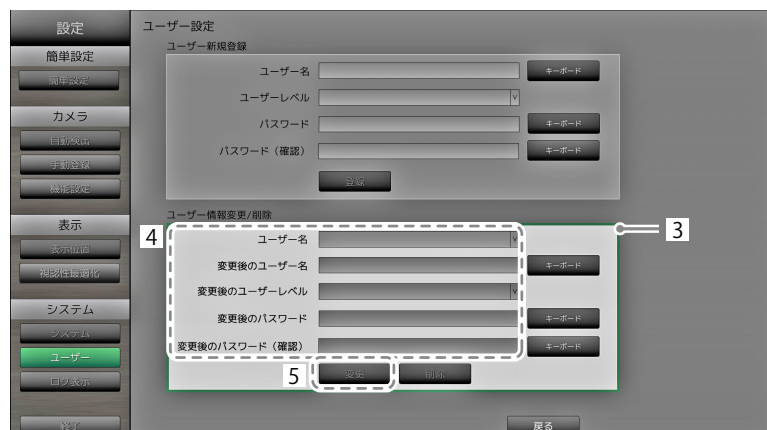 設定
簡単設定
簡単設定
カメラ
自動検出
手動登録
機能設定
表示
表示位置
視認性最適化
システム
システム
ユーザー
ログ表示
終了
ユーザー設定
ユーザー新規登録
ユーザー名 キーボード
ユーザーレベル
パスワード キーボード
パスワード（確認） キーボード
登録
ユーザー情報変更/削除
3
4
ユーザー名
変更後のユーザー名 キーボード
変更後のユーザーレベル
変更後のパスワード キーボード
変更後のパスワード（確認） キーボード
5 変更 削除
戻る